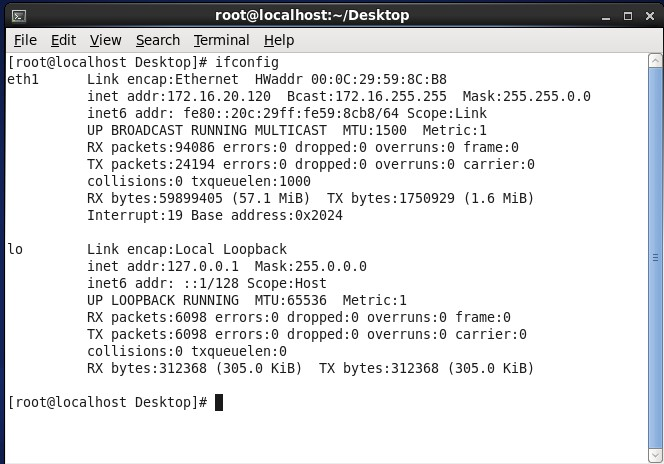 root@localhost:~/Desktop
File Edit View Search Terminal Help
[root@localhost Desktop]# ifconfig
eth1      Link encap:Ethernet  HWaddr 00:0C:29:59:8C:B8
          inet addr:172.16.20.120  Bcast:172.16.255.255  Mask:255.255.0.0
          inet6 addr: fe80::20c:29ff:fe59:8cb8/64 Scope:Link
          UP BROADCAST RUNNING MULTICAST  MTU:1500  Metric:1
          RX packets:94086 errors:0 dropped:0 overruns:0 frame:0
          TX packets:24194 errors:0 dropped:0 overruns:0 carrier:0
          collisions:0 txqueuelen:1000
          RX bytes:59899405 (57.1 MiB)  TX bytes:1750929 (1.6 MiB)
          Interrupt:19 Base address:0x2024
lo        Link encap:Local Loopback
          inet addr:127.0.0.1  Mask:255.0.0.0
          inet6 addr: ::1/128 Scope:Host
          UP LOOPBACK RUNNING  MTU:65536  Metric:1
          RX packets:6098 errors:0 dropped:0 overruns:0 frame:0
          TX packets:6098 errors:0 dropped:0 overruns:0 carrier:0
          collisions:0 txqueuelen:0
          RX bytes:312368 (305.0 KiB)  TX bytes:312368 (305.0 KiB)
[root@localhost Desktop]#